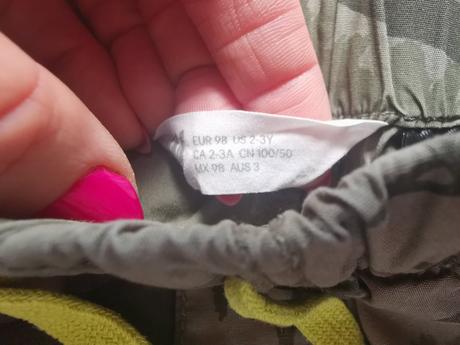 EUR 98 US 2-3Y
CA 2-3A CN 100/50
MX 98 AUS 3